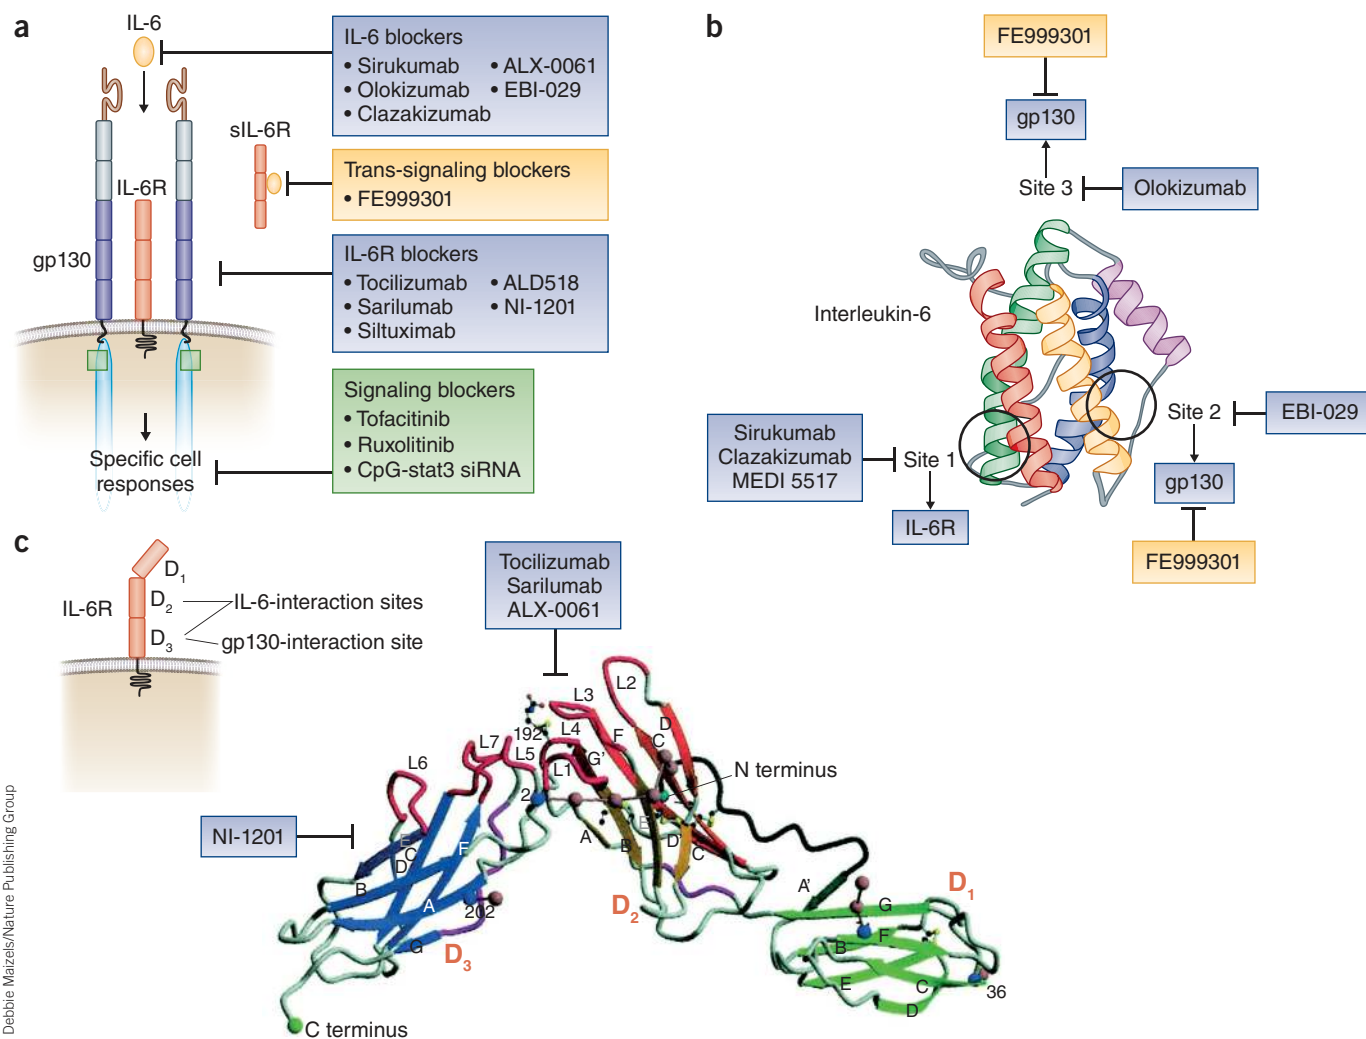 a
IL-6
IL-6 blockers
• Sirukumab • ALX-0061
• Olokizumab • EBI-029
• Clazakizumab
sIL-6R
Trans-signaling blockers
• FE999301
IL-6R
gp130
IL-6R blockers
• Tocilizumab • ALD518
• Sarilumab • NI-1201
• Siltuximab
Signaling blockers
• Tofacitinib
• Ruxolitinib
• CpG-stat3 siRNA
Specific cell
responses
b
FE999301
gp130
Site 3
Olokizumab
Interleukin-6
Site 2
EBI-029
Sirukumab
Clazakizumab
MEDI 5517
Site 1
gp130
IL-6R
FE999301
c
D1
IL-6R
D2
IL-6-interaction sites
D3
gp130-interaction site
Tocilizumab
Sarilumab
ALX-0061
L2
L3
192
L4
F
D
C
L7
L5
G'
L6
L1
N terminus
2
NI-1201
E
C
D
F
A
B
E
D
C
B
A
202
G
D3
D2
A'
G
D1
B
F
E
C
36
D
C terminus
Debbie Maizels/Nature Publishing Group